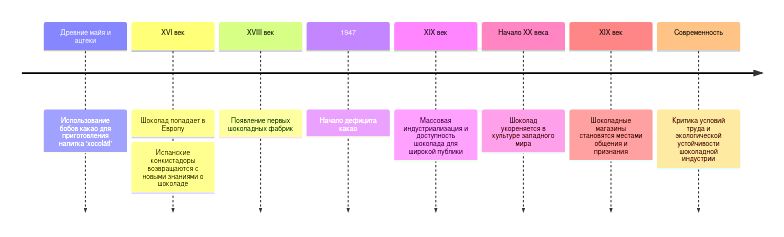 Древние майя и
ацтеки
XVI век
XVIII век
1947
XIX век
Начало XX века
XIX век
Современность
Использование
бобов какао для
приготовления
напитка 'xocolātl'
Шоколад попадает в
Европу
Испанские
конкистадоры
возвращаются с
новыми знаниями о
шоколаде
Появление первых
шоколадных фабрик
Начало дефицита
какао
Массовая
индустриализация и
доступность
шоколада для
широкой публики
Шоколад
укореняется в
культуре западного
мира
Шоколадные
магазины
становятся местами
общения и
признания
Критика условий
труда и
экологической
устойчивости
шоколадной
индустрии